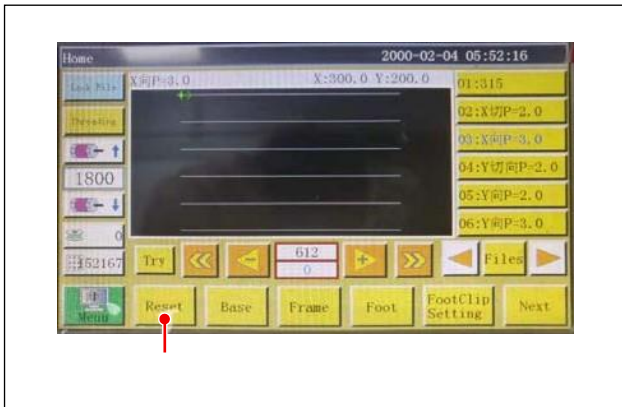 Home 2000-02-04 05:52:16
X向P=3.0 X:300.0 Y:200.0
Lock File
Threading
1800
0
152167
01:315
02:X切P=2.0
03:X向P=3.0
04:Y切向P=2.0
05:Y向P=2.0
06:Y向P=3.0
Try
612
0
Files
Menu
Reset
Base
Frame
Foot
FootClip
Setting
Next